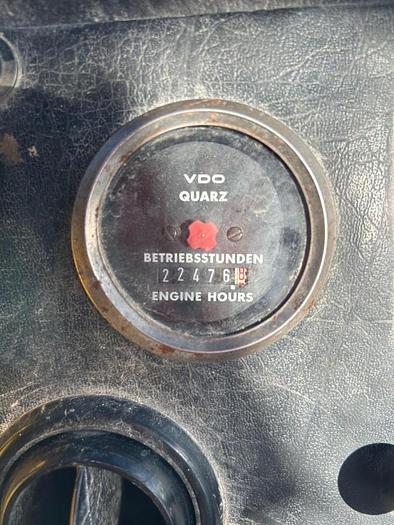 VDO
QUARZ
BETRIEBSSTUNDEN
22476
ENGINE HOURS